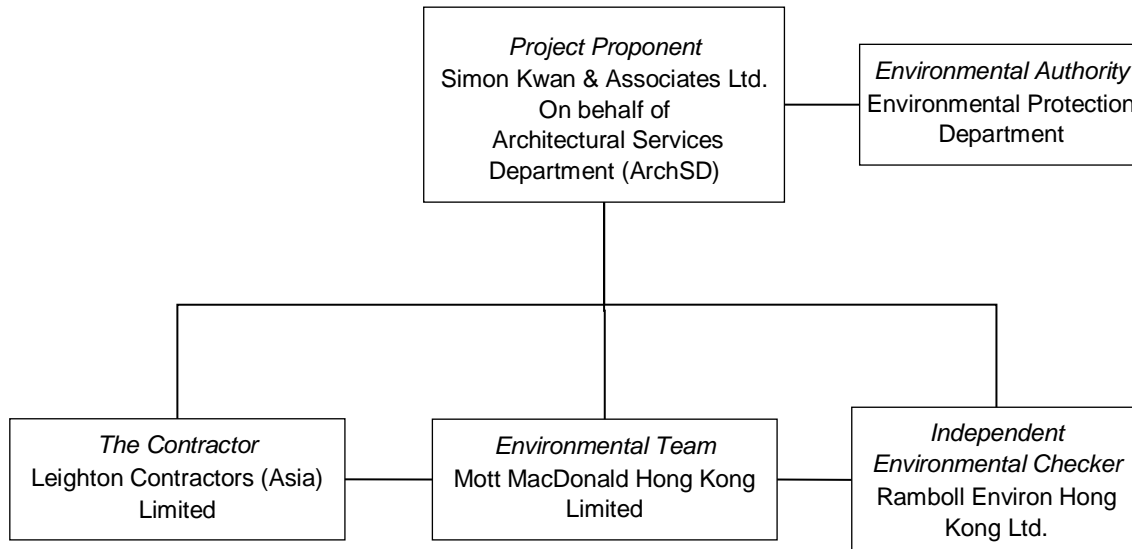 Project Proponent
Simon Kwan & Associates Ltd.
On behalf of
Architectural Services
Department (ArchSD)
Environmental Authority
Environmental Protection
Department
The Contractor
Leighton Contractors (Asia)
Limited
Environmental Team
Mott MacDonald Hong Kong
Limited
Independent
Environmental Checker
Ramboll Environ Hong
Kong Ltd.